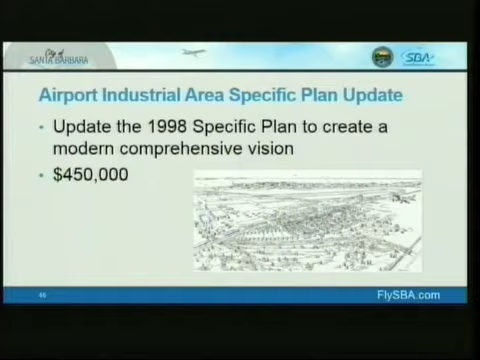 City of
SANTA BARBARA
SBA
Airport Industrial Area Specific Plan Update
• Update the 1998 Specific Plan to create a
modern comprehensive vision
• $450,000
46
FlySBA.com